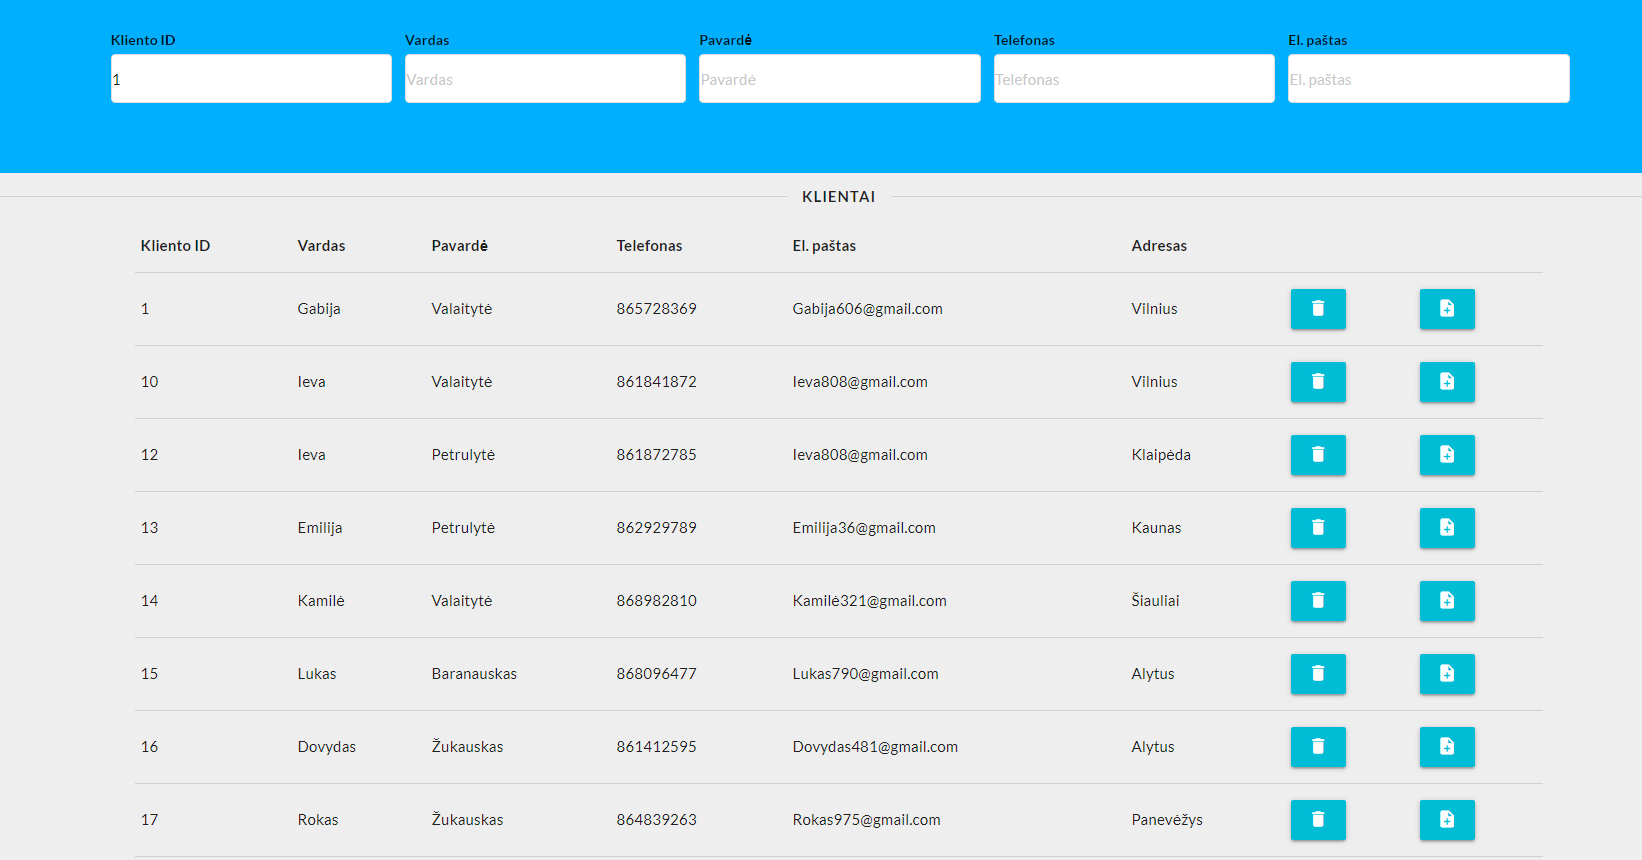 Kliento ID Vardas Pavardė Telefonas El. paštas
1 Vardas Pavardė Telefonas El. paštas
KLIENTAI
Kliento ID Vardas Pavardė Telefonas El. paštas Adresas
1 Gabija Valaitytė 865728369 Gabija606@gmail.com Vilnius
10 Ieva Valaitytė 861841872 Ieva808@gmail.com Vilnius
12 Ieva Petrulytė 861872785 Ieva808@gmail.com Klaipėda
13 Emilija Petrulytė 862929789 Emilija36@gmail.com Kaunas
14 Kamilė Valaitytė 868982810 Kamilė321@gmail.com Šiauliai
15 Lukas Baranauskas 868096477 Lukas790@gmail.com Alytus
16 Dovydas Žukauskas 861412595 Dovydas481@gmail.com Alytus
17 Rokas Žukauskas 864839263 Rokas975@gmail.com Panevėžys